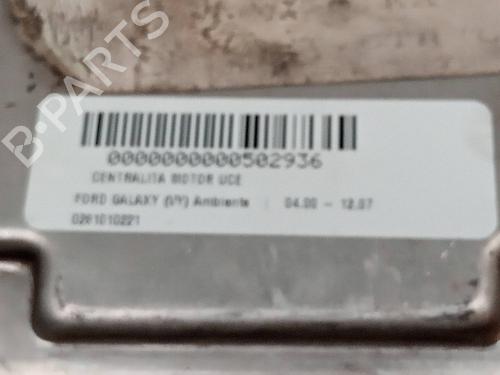 B-PARTS
0000000000502936
CENTRALITA MOTOR UCE
FORD GALAXY (VY) Ambiente | 04.00 - 12.07
0281010221